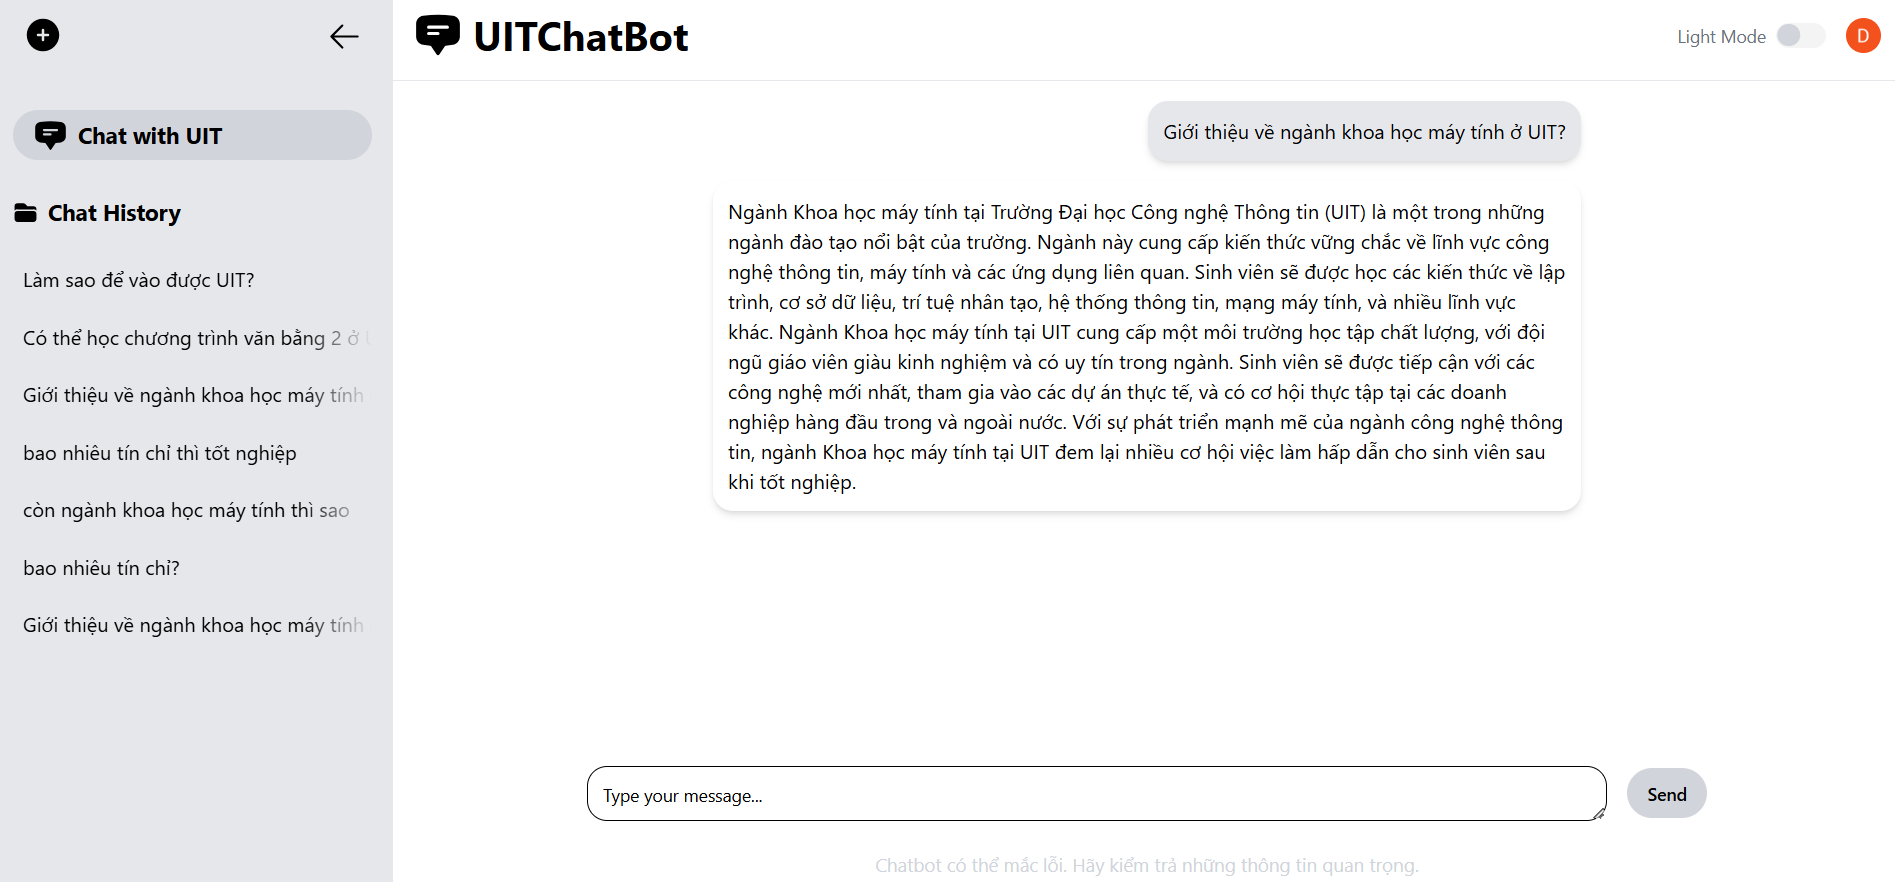 UITChatBot
Light Mode
D
Chat with UIT
Chat History
Làm sao để vào được UIT?
Có thể học chương trình văn bằng 2 ở
Giới thiệu về ngành khoa học máy tính
bao nhiêu tín chỉ thì tốt nghiệp
còn ngành khoa học máy tính thì sao
bao nhiêu tín chỉ?
Giới thiệu về ngành khoa học máy tính
Giới thiệu về ngành khoa học máy tính ở UIT?
Ngành Khoa học máy tính tại Trường Đại học Công nghệ Thông tin (UIT) là một trong những
ngành đào tạo nổi bật của trường. Ngành này cung cấp kiến thức vững chắc về lĩnh vực công
nghệ thông tin, máy tính và các ứng dụng liên quan. Sinh viên sẽ được học các kiến thức về lập
trình, cơ sở dữ liệu, trí tuệ nhân tạo, hệ thống thông tin, mạng máy tính, và nhiều lĩnh vực
khác. Ngành Khoa học máy tính tại UIT cung cấp một môi trường học tập chất lượng, với đội
ngũ giáo viên giàu kinh nghiệm và có uy tín trong ngành. Sinh viên sẽ được tiếp cận với các
công nghệ mới nhất, tham gia vào các dự án thực tế, và có cơ hội thực tập tại các doanh
nghiệp hàng đầu trong và ngoài nước. Với sự phát triển mạnh mẽ của ngành công nghệ thông
tin, ngành Khoa học máy tính tại UIT đem lại nhiều cơ hội việc làm hấp dẫn cho sinh viên sau
khi tốt nghiệp.
Type your message...
Send
Chatbot có thể mắc lỗi. Hãy kiểm trả những thông tin quan trọng.